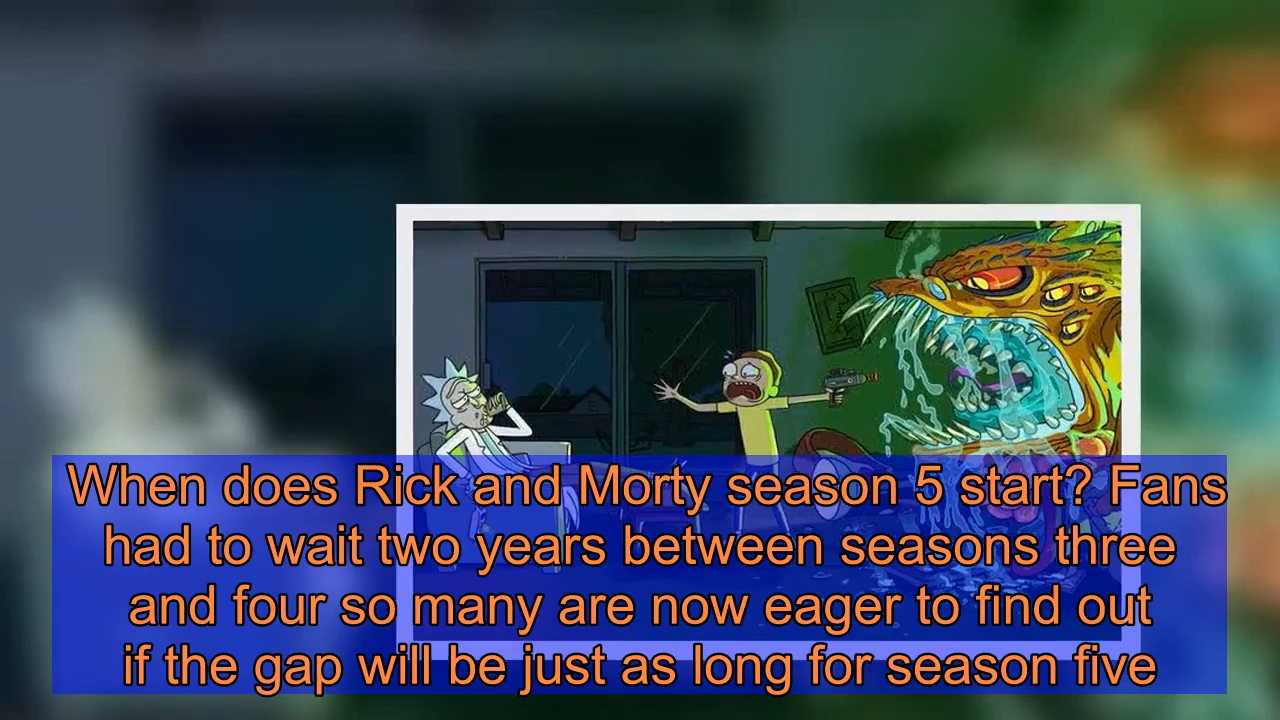 When does Rick and Morty season 5 start? Fans
had to wait two years between seasons three
and four so many are now eager to find out
if the gap will be just as long for season five